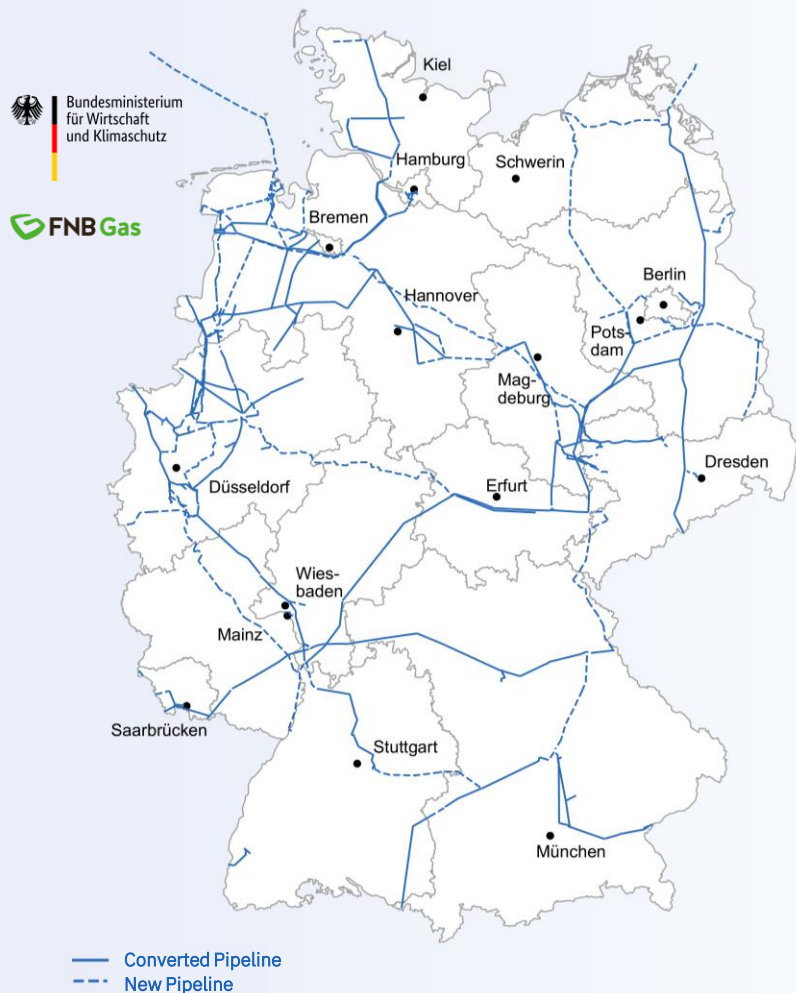 Kiel
Bundesministerium
für Wirtschaft
und Klimaschutz
Hamburg
Schwerin
FNB Gas
Bremen
Berlin
Hannover
Pots-
dam
Mag-
deburg
Dresden
Düsseldorf
Erfurt
Wies-
baden
Mainz
Saarbrücken
Stuttgart
München
Converted Pipeline
New Pipeline